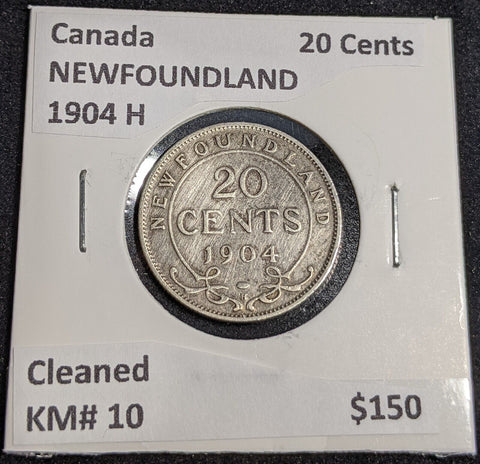 Canada 20 Cents
NEWFOUNDLAND
1904 H
NEWFOUNDLAND
20
CENTS
1904
Cleaned
KM# 10 $150